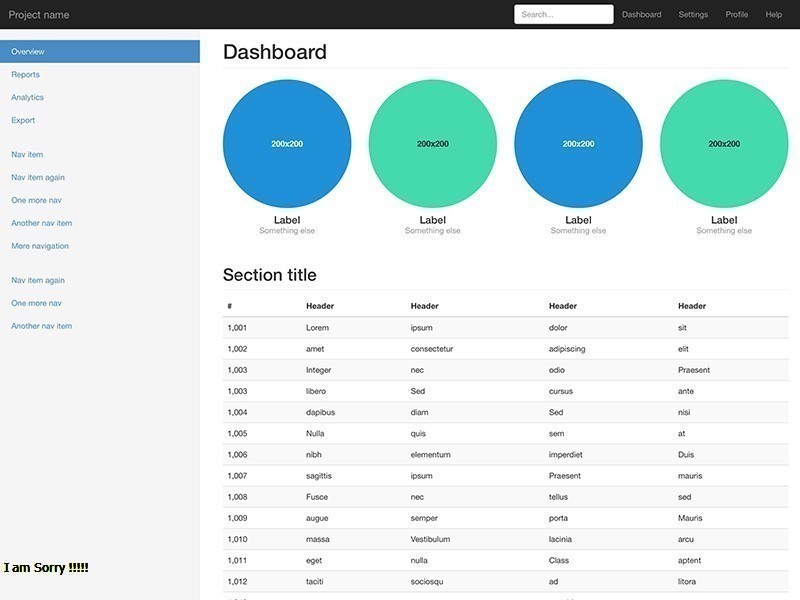 Project name
Search...
Dashboard Settings Profile Help
Overview
Reports
Analytics
Export
Nav item
Nav item again
One more nav
Another nav item
More navigation
Nav item again
One more nav
Another nav item
I am Sorry !!!!!
Dashboard
200x200 200x200 200x200 200x200
Label Label Label Label
Something else Something else Something else Something else
Section title
# Header Header Header Header
1,001 Lorem ipsum dolor sit
1,002 amet consectetur adipiscing elit
1,003 Integer nec odio Praesent
1,003 libero Sed cursus ante
1,004 dapibus diam Sed nisi
1,005 Nulla quis sem at
1,006 nibh elementum imperdiet Duis
1,007 sagittis ipsum Praesent mauris
1,008 Fusce nec tellus sed
1,009 augue semper porta Mauris
1,010 massa Vestibulum lacinia arcu
1,011 eget nulla Class aptent
1,012 taciti sociosqu ad litora